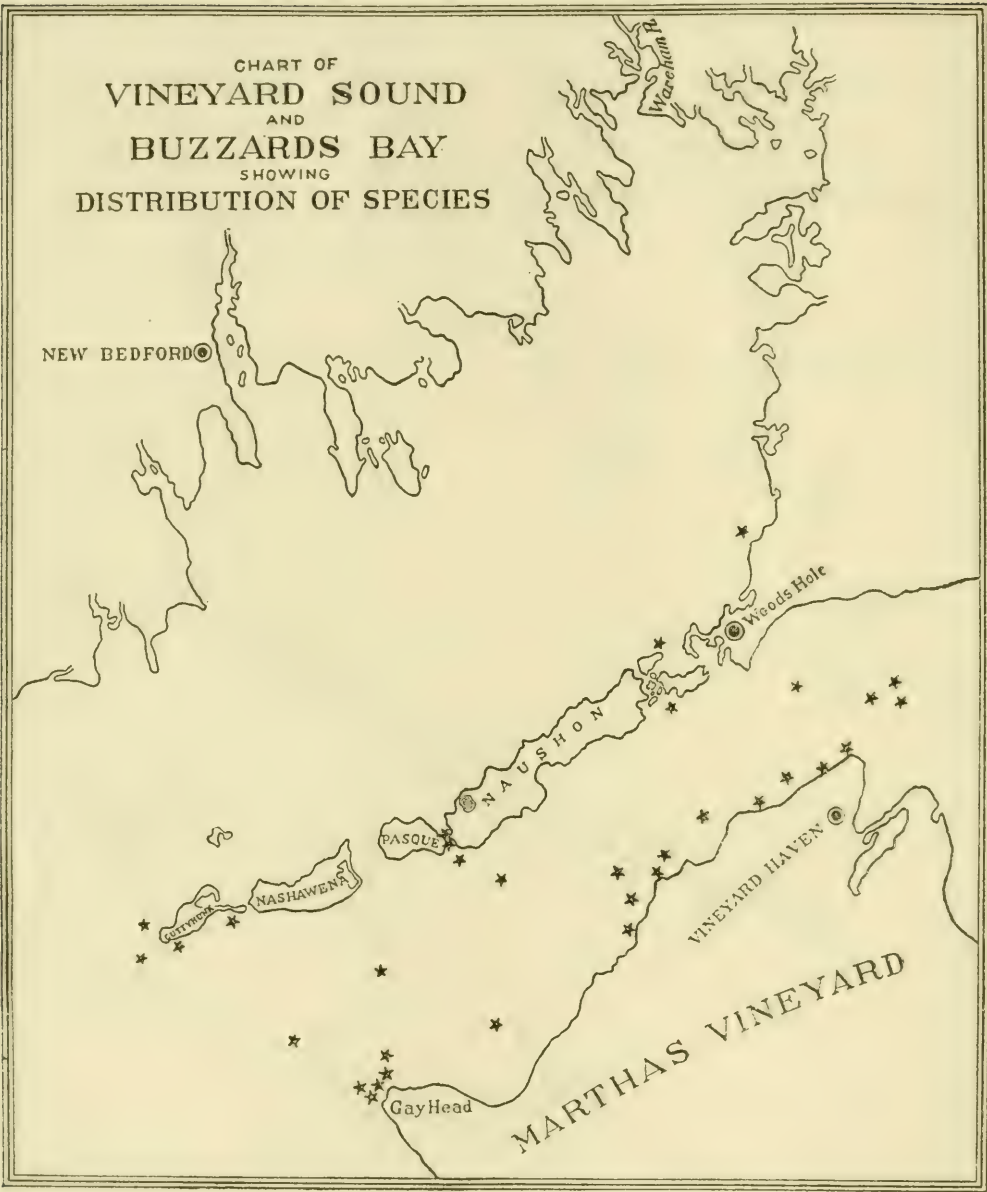 CHART OF
VINEYARD SOUND
AND
BUZZARDS BAY
SHOWING
DISTRIBUTION OF SPECIES
Wareham R.
NEW BEDFORD
Woods Hole
NAUSHON
PASQUE
NASHAWENA
CUTTYHUNK
VINEYARD HAVEN
MARTHAS VINEYARD
Gay Head